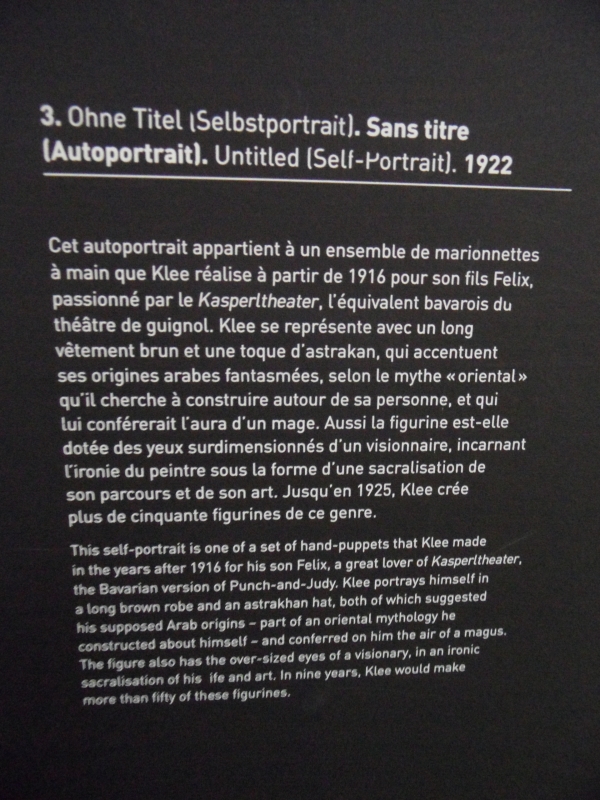 3. Ohne Titel (Selbstportrait). Sans titre
(Autoportrait). Untitled (Self-Portrait). 1922
Cet autoportrait appartient à un ensemble de marionnettes
à main que Klee réalise à partir de 1916 pour son fils Felix,
passionné par le Kasperltheater, l'équivalent bavarois du
théâtre de guignol. Klee se représente avec un long
vêtement brun et une toque d'astrakan, qui accentuent
ses origines arabes fantasmées, selon le mythe «oriental»
qu'il cherche à construire autour de sa personne, et qui
lui conférerait l'aura d'un mage. Aussi la figurine est-elle
dotée des yeux surdimensionnés d'un visionnaire, incarnant
l'ironie du peintre sous la forme d'une sacralisation de
son parcours et de son art. Jusqu'en 1925, Klee crée
plus de cinquante figurines de ce genre.
This self-portrait is one of a set of hand-puppets that Klee made
in the years after 1916 for his son Felix, a great lover of Kasperltheater,
the Bavarian version of Punch-and-Judy. Klee portrays himself in
a long brown robe and an astrakhan hat, both of which suggested
his supposed Arab origins – part of an oriental mythology he
constructed about himself – and conferred on him the air of a magus.
The figure also has the over-sized eyes of a visionary, in an ironic
sacralisation of his ife and art. In nine years, Klee would make
more than fifty of these figurines.